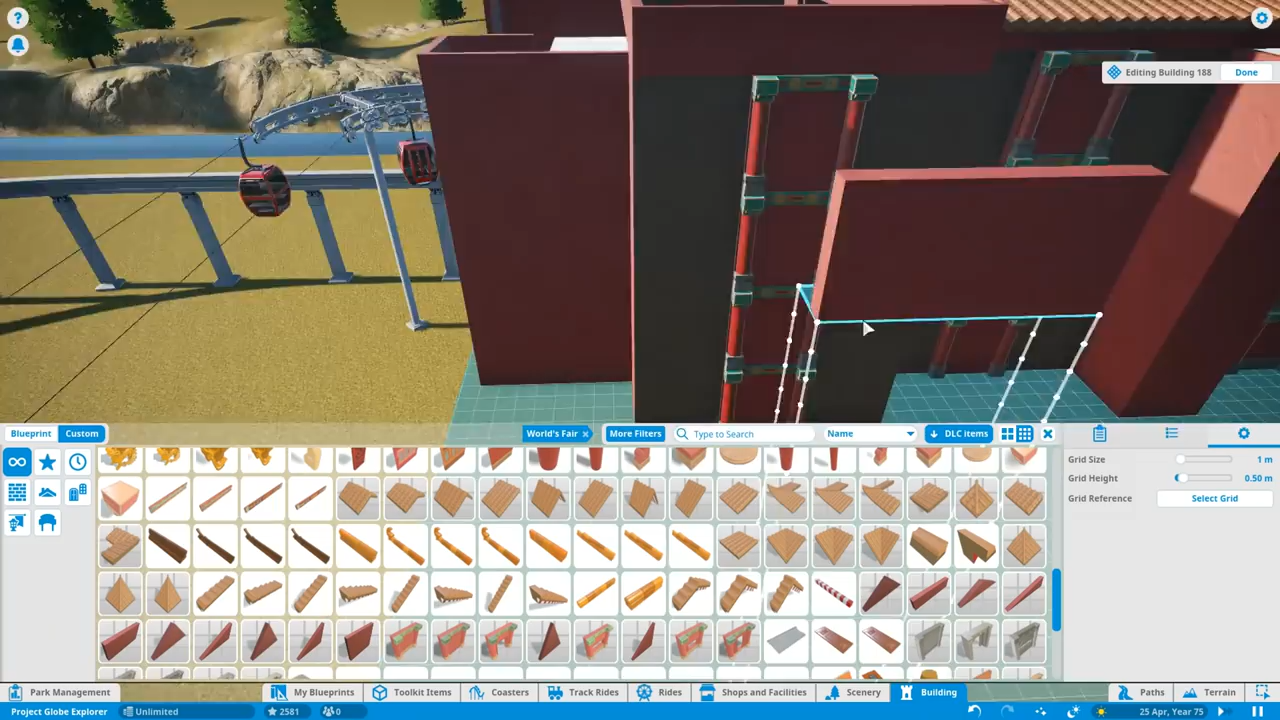 ?
Editing Building 188 Done
Blueprint Custom World's Fair × More Filters Type to Search Name DLC items
Grid Size 1 m
Grid Height 0.50 m
Grid Reference Select Grid
Park Management My Blueprints Toolkit Items Coasters Track Rides Rides Shops and Facilities Scenery Building Paths Terrain
Project Globe Explorer Unlimited 2581 0 25 Apr, Year 75